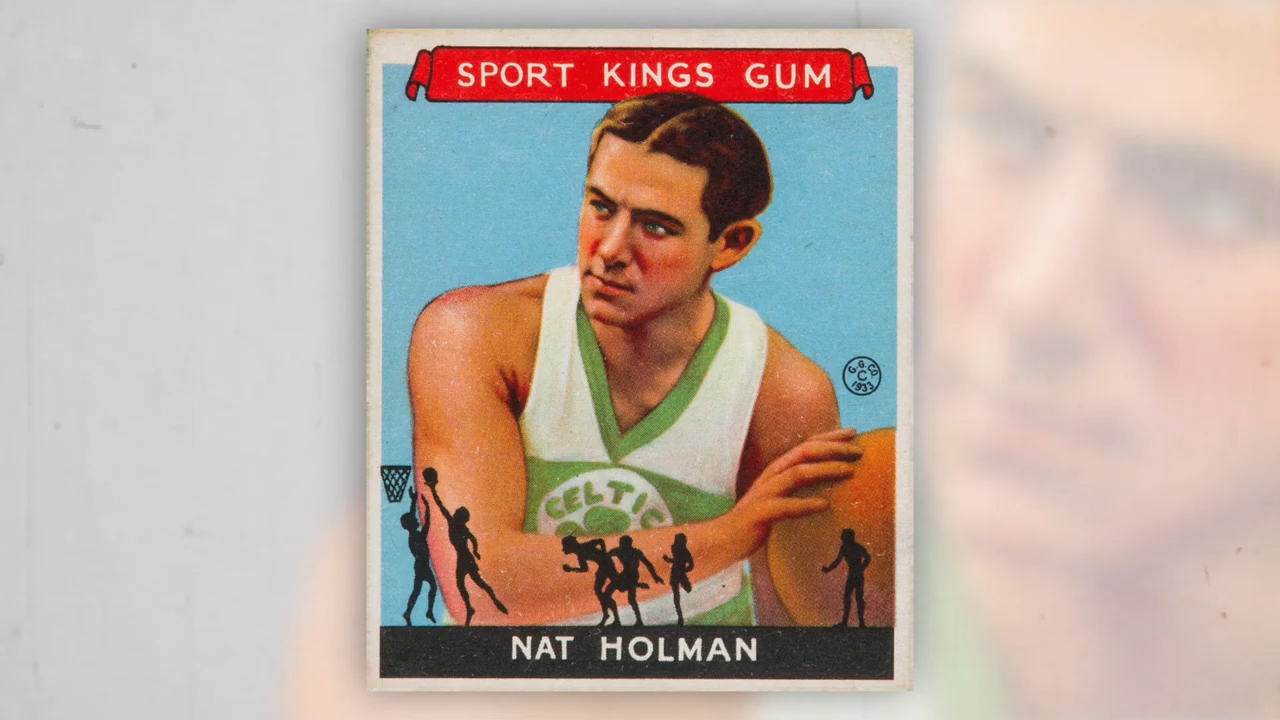 SPORT KINGS GUM
G.G.CO.
C
1933
CELTIC
NAT HOLMAN